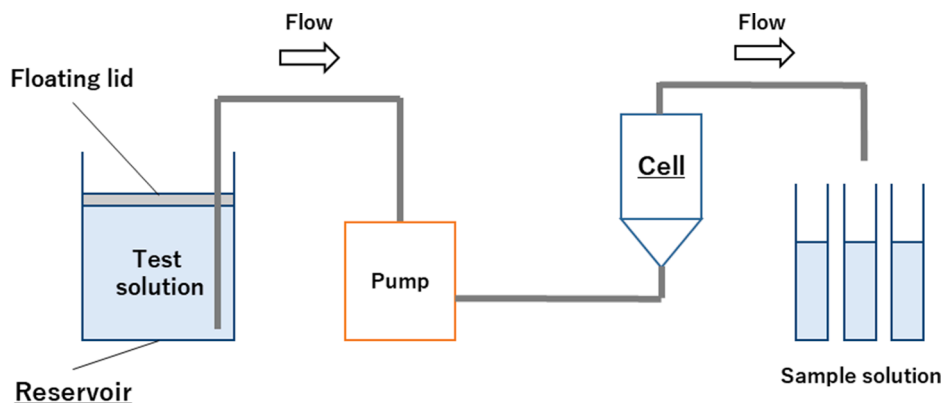 Flow
Flow
Floating lid
Cell
Test
solution
Pump
Reservoir
Sample solution